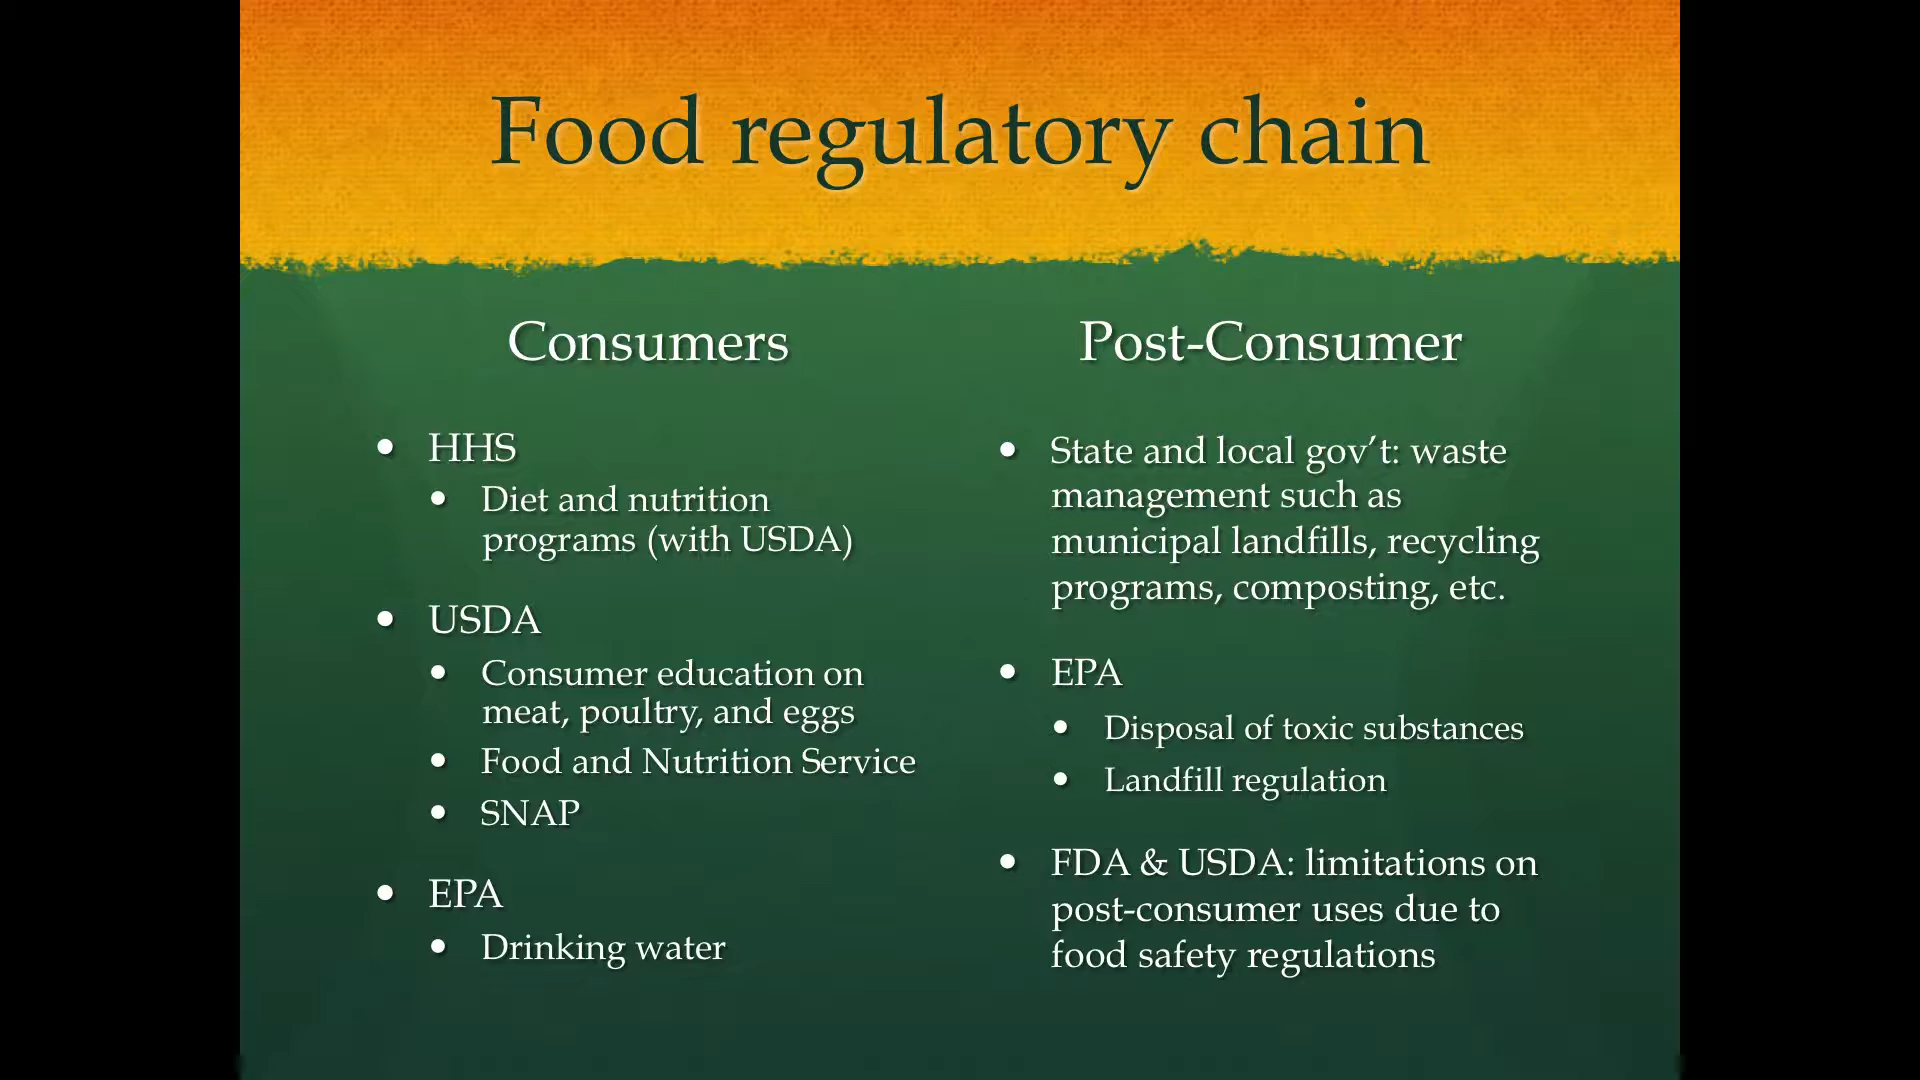 Food regulatory chain
Consumers
• HHS
• Diet and nutrition
programs (with USDA)
• USDA
• Consumer education on
meat, poultry, and eggs
• Food and Nutrition Service
• SNAP
• EPA
• Drinking water
Post-Consumer
• State and local gov’t: waste
management such as
municipal landfills, recycling
programs, composting, etc.
• EPA
• Disposal of toxic substances
• Landfill regulation
• FDA & USDA: limitations on
post-consumer uses due to
food safety regulations